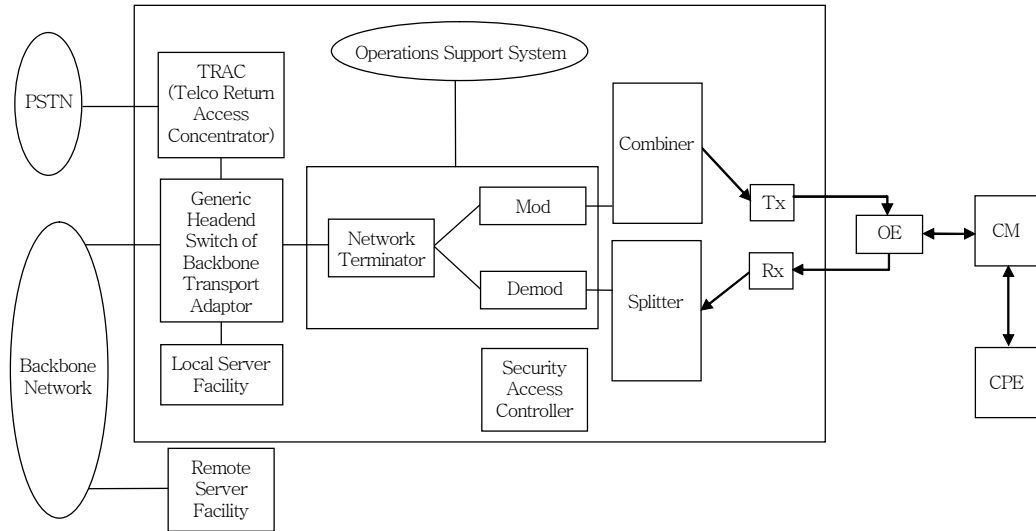 PSTN
TRAC
(Telco Return
Access
Concentrator)
Operations Support System
Combiner
Generic
Headend
Switch of
Backbone
Transport
Adaptor
Network
Terminator
Mod
Demod
Tx
Rx
OE
CM
Splitter
Backbone
Network
Local Server
Facility
Security
Access
Controller
CPE
Remote
Server
Facility